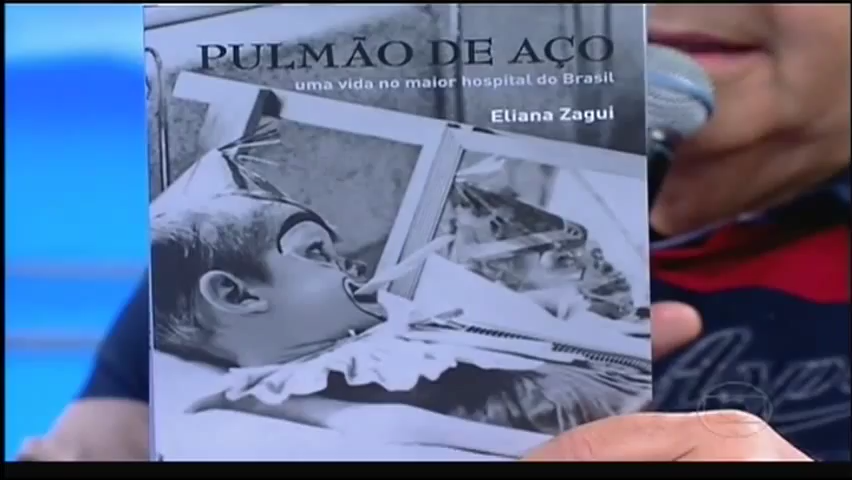 PULMÃO DE AÇO
uma vida no maior hospital do Brasil
Eliana Zagui